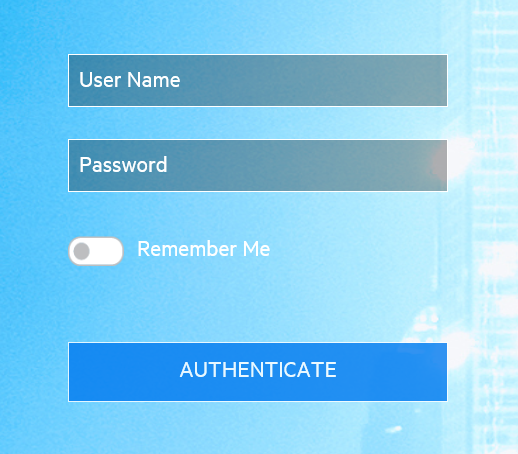 User Name
Password
Remember Me
AUTHENTICATE